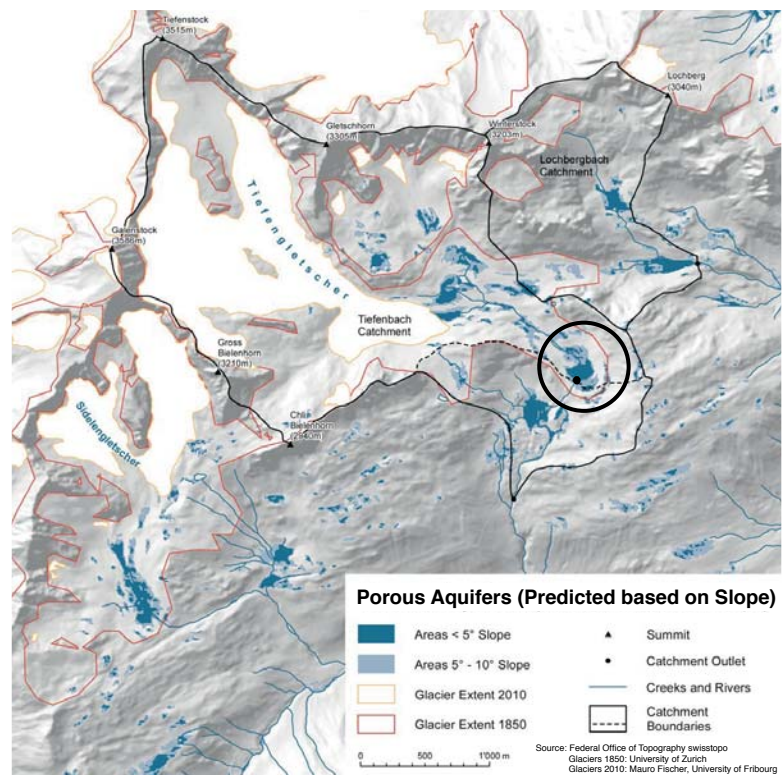 Tiefenstock
(3515m)
Lochberg
(3040m)
Gletschhorn
(3305m)
Winterstock
(3203m)
Lochbergbach
Catchment
Tiefengletscher
Galenstock
(3586m)
Tiefenbach
Catchment
Gross
Bielenhorn
(3210m)
Sidelengletscher
Chli
Bielenhorn
(2940m)
Porous Aquifers (Predicted based on Slope)
Areas < 5° Slope
Areas 5° - 10° Slope
Glacier Extent 2010
Glacier Extent 1850
Summit
Catchment Outlet
Creeks and Rivers
Catchment
Boundaries
0 500 1'000 m
Source: Federal Office of Topography swisstopo
Glaciers 1850: University of Zurich
Glaciers 2010: Mauro Fischer, University of Fribourg